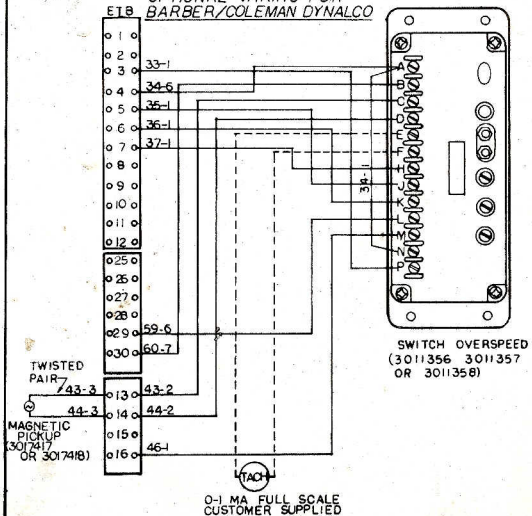 OPTIONAL WIRING FOR
ETB BARBER/COLEMAN DYNALCO
1
2
3 33-1
4 34-6
5 35-1
6 36-1
7 37-1
8
9
10
11
12
25
26
27
28
29 59-6
30 60-7
TWISTED
PAIR
43-3 13 43-2
44-3 14 44-2
15
16 46-1
MAGNETIC
PICKUP
(3017417
OR 3017418)
A
B
C
D
E
F
H
J
K
L
M
N
P
34-1
SWITCH OVERSPEED
(3011356 3011357
OR 3011358)
TACH
0-1 MA FULL SCALE
CUSTOMER SUPPLIED